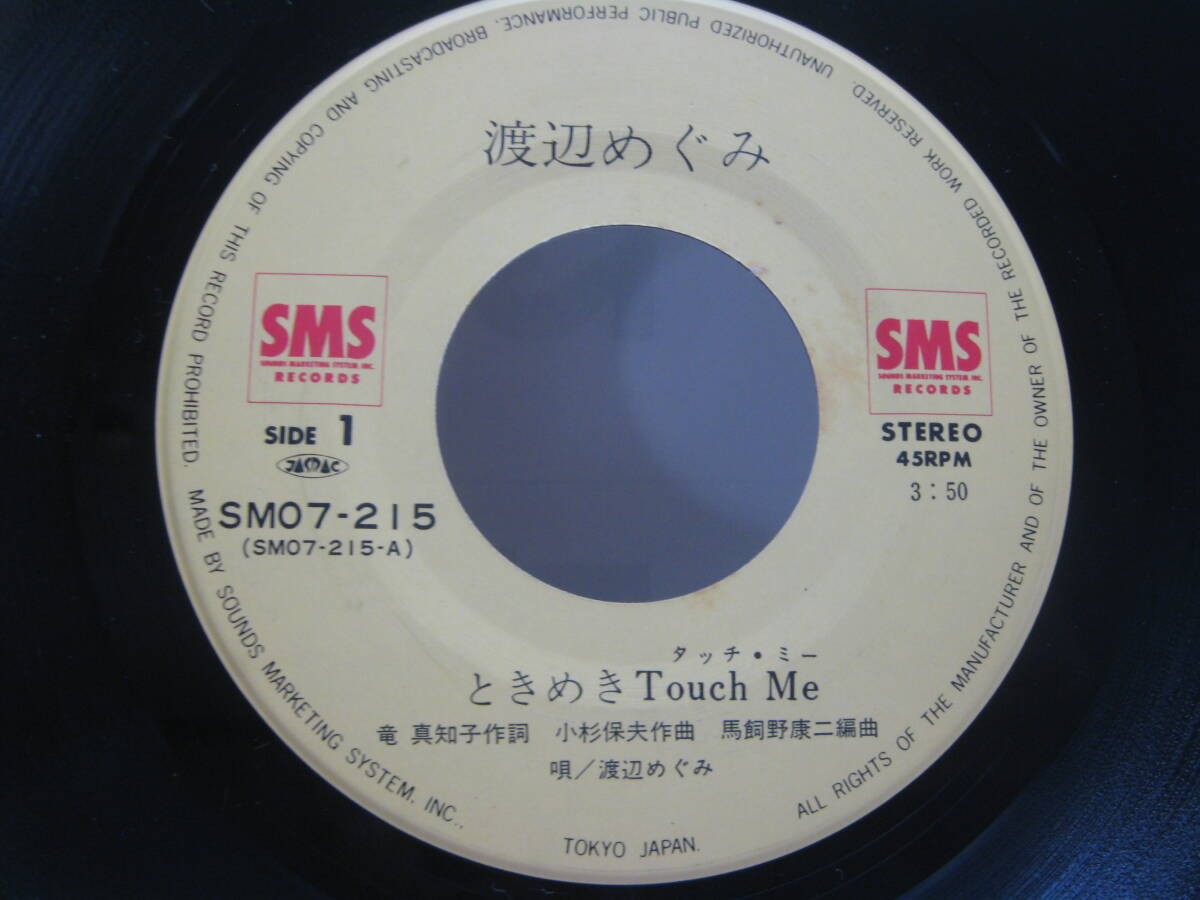 渡辺めぐみ
SMS
SOUNDS MARKETING SYSTEM, INC.
RECORDS
SIDE 1
JASRAC
SM07-215
(SM07-215-A)
SMS
SOUNDS MARKETING SYSTEM INC.
RECORDS
STEREO
45RPM
3:50
タッチ・ミー
ときめきTouch Me
竜 真知子作詞 小杉保夫作曲 馬飼野康二編曲
唄/渡辺めぐみ
ALL RIGHTS OF THE MANUFACTURER AND OF THE OWNER OF THE RECORDED WORK RESERVED. UNAUTHORIZED PUBLIC PERFORMANCE. BROADCASTING AND COPYING OF THIS RECORD PROHIBITED. MADE BY SOUNDS MARKETING SYSTEM. INC.,
TOKYO JAPAN.